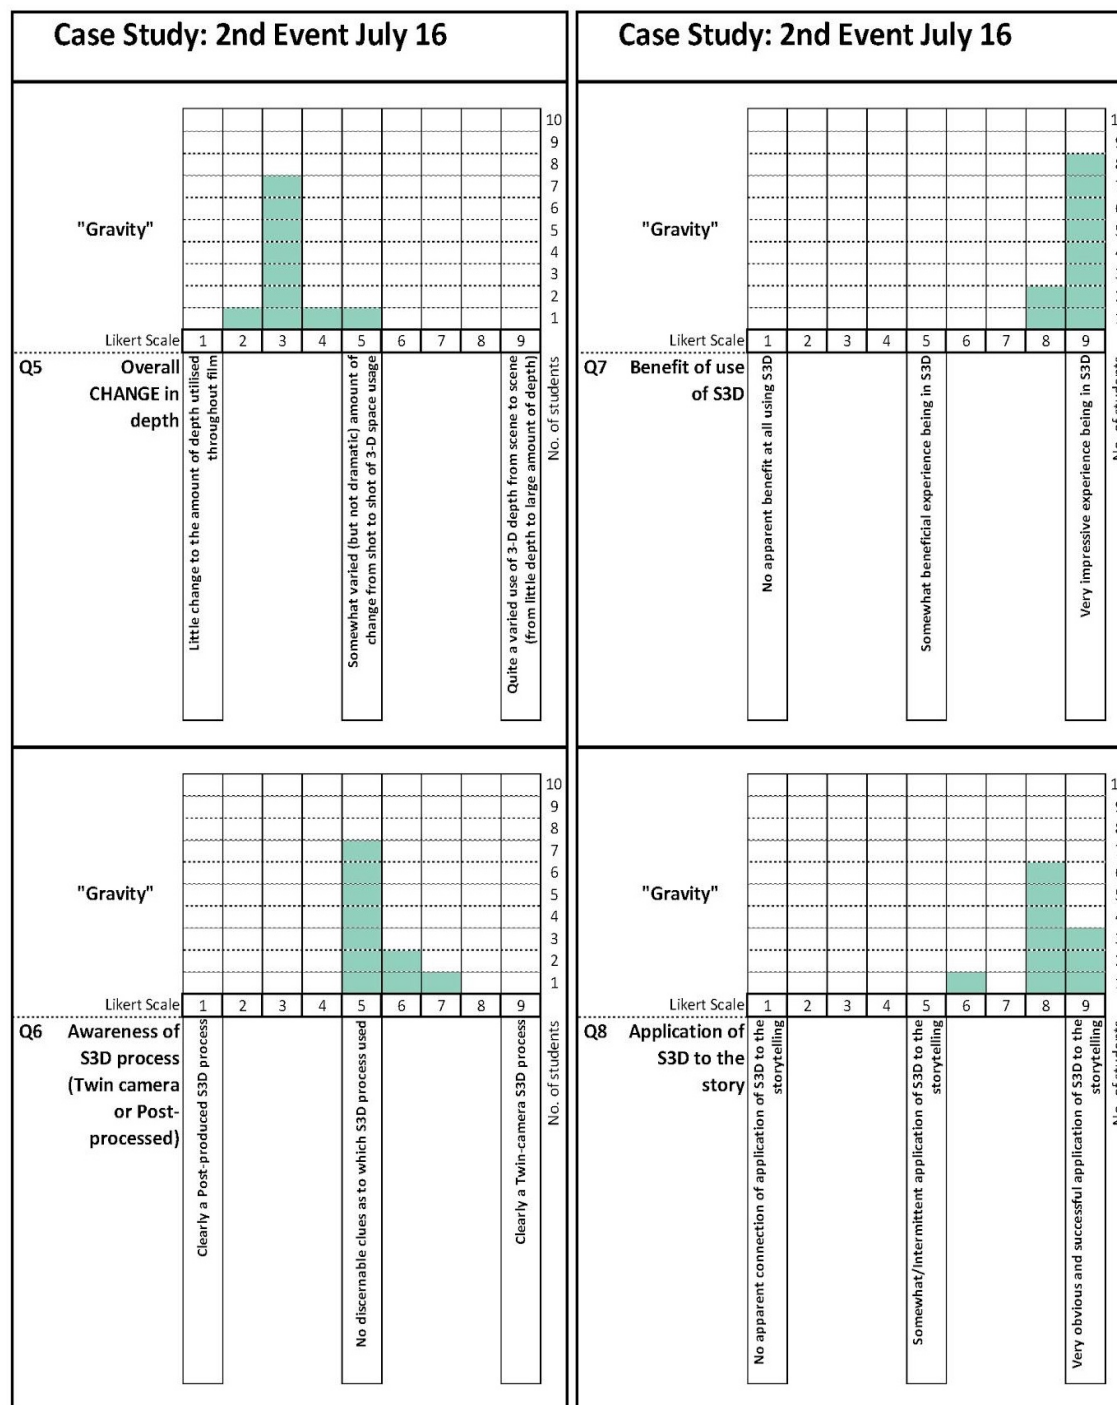 Case Study: 2nd Event July 16
10
9
8
7
6
5
4
3
2
1
"Gravity"
Likert Scale 1 2 3 4 5 6 7 8 9
Q5 Overall
CHANGE in
depth
Little change to the amount of depth utilised
throughout film
Somewhat varied (but not dramatic) amount of
change from shot to shot of 3-D space usage
Quite a varied use of 3-D depth from scene to scene
(from little depth to large amount of depth)
No. of students
10
9
8
7
6
5
4
3
2
1
"Gravity"
Likert Scale 1 2 3 4 5 6 7 8 9
Q6 Awareness of
S3D process
(Twin camera
or Post-
processed)
Clearly a Post-produced S3D process
No discernable clues as to which S3D process used
Clearly a Twin-camera S3D process
No. of students
Case Study: 2nd Event July 16
"Gravity"
1 2 3 4 5 6 7 8 9
Likert Scale
Q7 Benefit of use
of S3D
No apparent benefit at all using S3D
Somewhat beneficial experience being in S3D
Very impressive experience being in S3D
No. of students
"Gravity"
Likert Scale 1 2 3 4 5 6 7 8 9
Q8 Application of
S3D to the
story
No apparent connection of application of S3D to the
storytelling
Somewhat/Intermittent application of S3D to the
storytelling
Very obvious and successful application of S3D to the
storytelling
No. of students